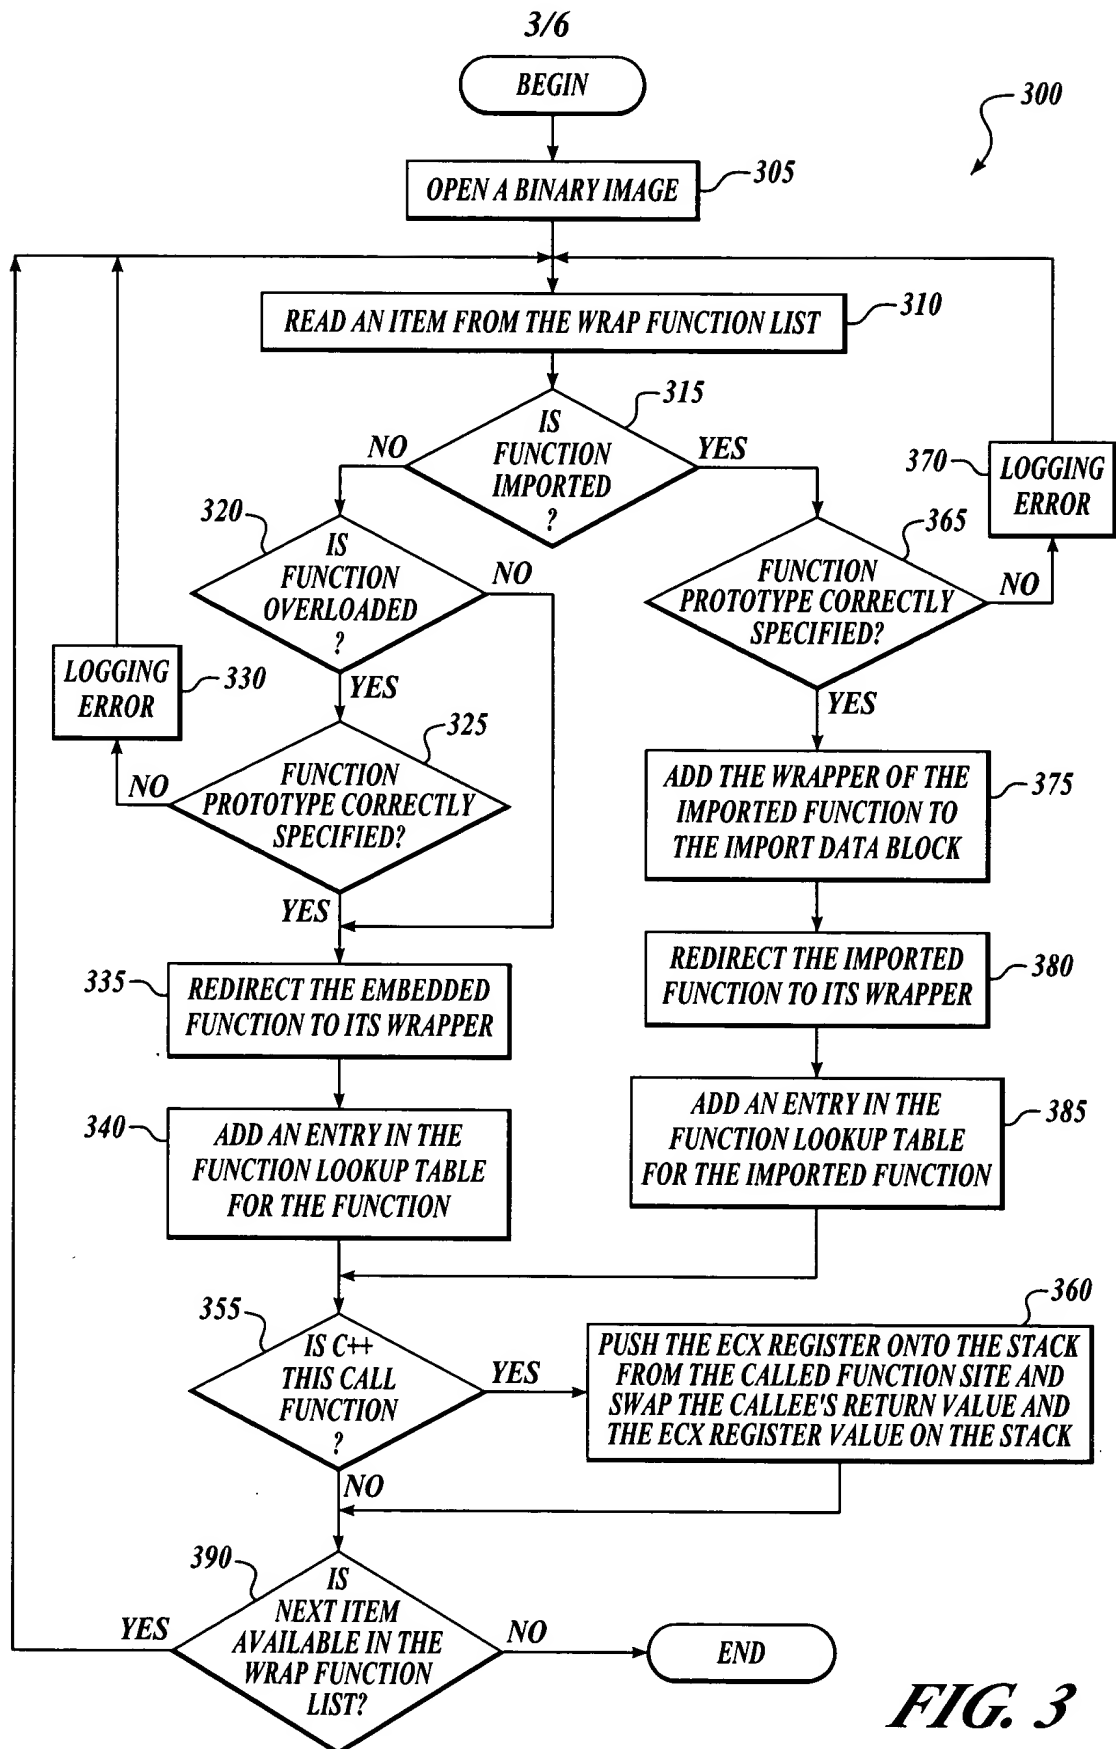 3/6
BEGIN
300
OPEN A BINARY IMAGE
305
READ AN ITEM FROM THE WRAP FUNCTION LIST
310
IS
FUNCTION
IMPORTED
?
315
NO
YES
320
IS
FUNCTION
OVERLOADED
?
NO
YES
365
FUNCTION
PROTOTYPE CORRECTLY
SPECIFIED?
NO
YES
370
LOGGING
ERROR
LOGGING
ERROR
330
325
FUNCTION
PROTOTYPE CORRECTLY
SPECIFIED?
NO
YES
375
ADD THE WRAPPER OF THE
IMPORTED FUNCTION TO
THE IMPORT DATA BLOCK
335
REDIRECT THE EMBEDDED
FUNCTION TO ITS WRAPPER
380
REDIRECT THE IMPORTED
FUNCTION TO ITS WRAPPER
340
ADD AN ENTRY IN THE
FUNCTION LOOKUP TABLE
FOR THE FUNCTION
385
ADD AN ENTRY IN THE
FUNCTION LOOKUP TABLE
FOR THE IMPORTED FUNCTION
355
IS C++
THIS CALL
FUNCTION
?
YES
NO
360
PUSH THE ECX REGISTER ONTO THE STACK
FROM THE CALLED FUNCTION SITE AND
SWAP THE CALLEE'S RETURN VALUE AND
THE ECX REGISTER VALUE ON THE STACK
390
IS
NEXT ITEM
AVAILABLE IN THE
WRAP FUNCTION
LIST?
YES
NO
END
FIG. 3